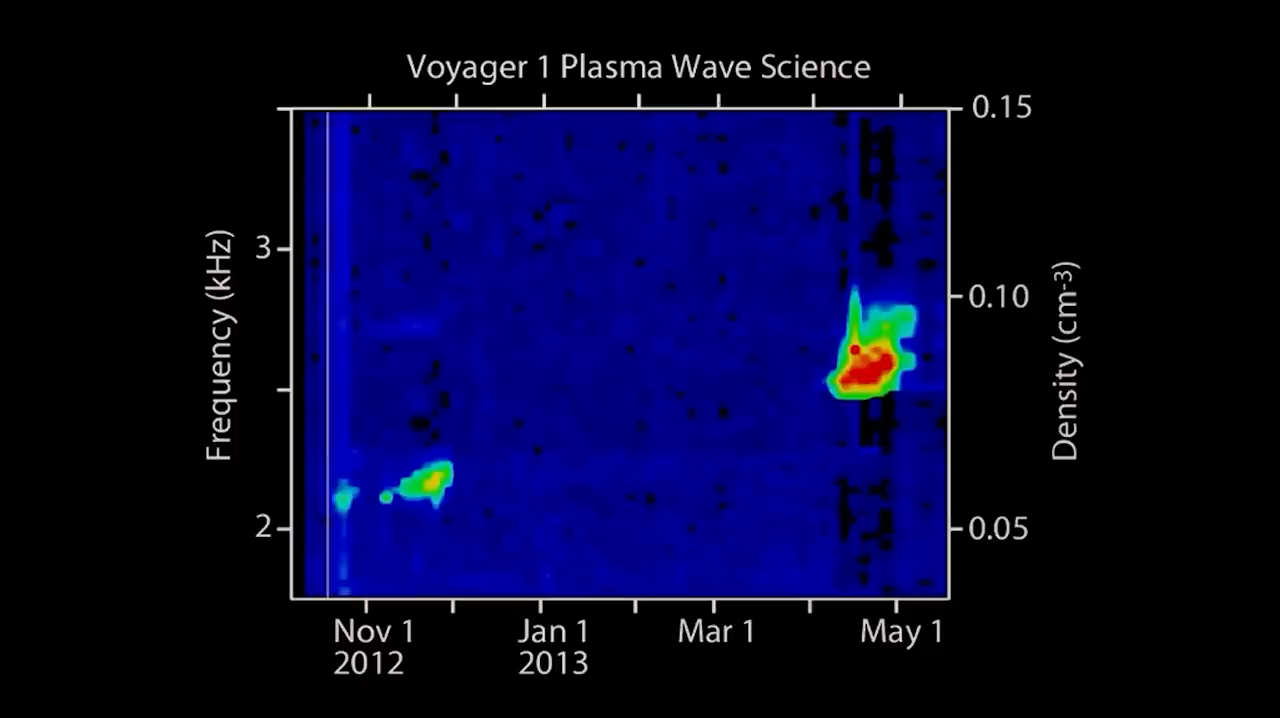 Voyager 1 Plasma Wave Science
0.15
3
0.10
2
0.05
Frequency (kHz)
Density (cm-3)
Nov 1
2012
Jan 1
2013
Mar 1
May 1